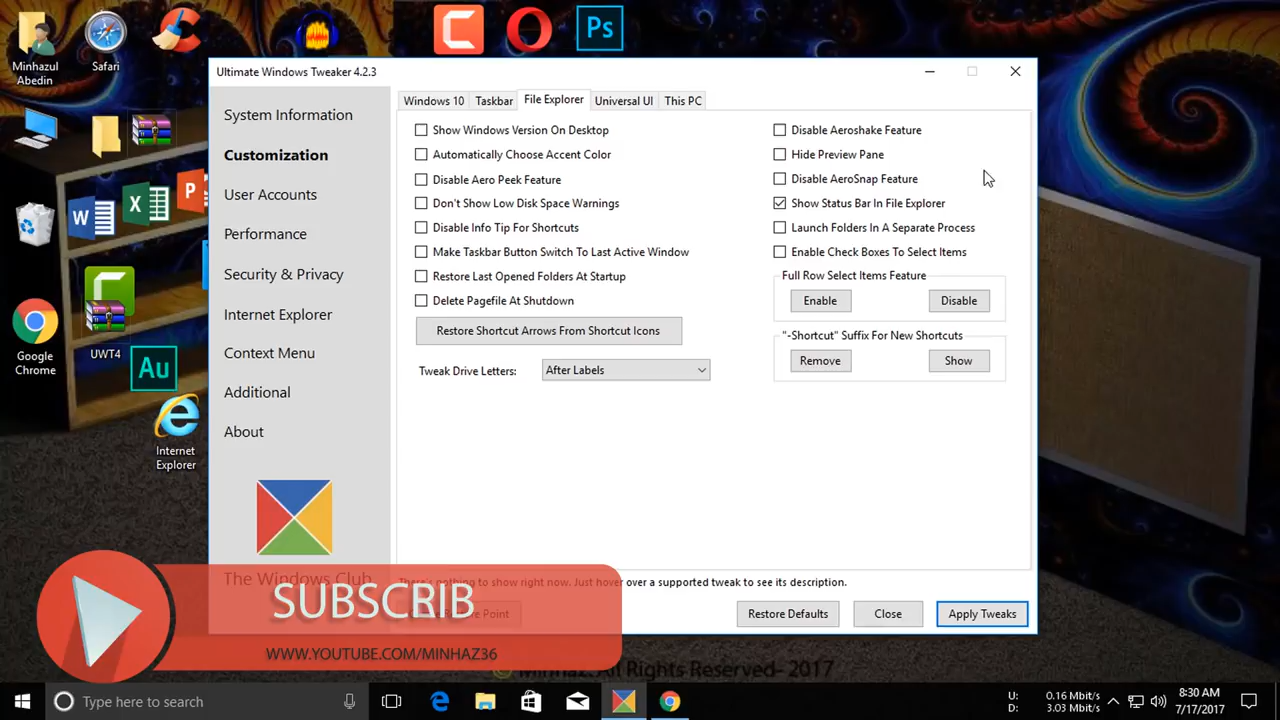 Minhazul
Abedin
Safari
Ps
Ultimate Windows Tweaker 4.2.3
System Information
Customization
User Accounts
Performance
Security & Privacy
Internet Explorer
Context Menu
Additional
About
The Windows Club
Windows 10
Taskbar
File Explorer
Universal UI
This PC
Show Windows Version On Desktop
Automatically Choose Accent Color
Disable Aero Peek Feature
Don't Show Low Disk Space Warnings
Disable Info Tip For Shortcuts
Make Taskbar Button Switch To Last Active Window
Restore Last Opened Folders At Startup
Delete Pagefile At Shutdown
Restore Shortcut Arrows From Shortcut Icons
Tweak Drive Letters:
After Labels
Disable Aeroshake Feature
Hide Preview Pane
Disable AeroSnap Feature
Show Status Bar In File Explorer
Launch Folders In A Separate Process
Enable Check Boxes To Select Items
Full Row Select Items Feature
Enable
Disable
"-Shortcut" Suffix For New Shortcuts
Remove
Show
There's nothing to show right now. Just hover over a supported tweak to see its description.
Point
Restore Defaults
Close
Apply Tweaks
W
X
P
UWT4
Google
Chrome
Au
Internet
Explorer
SUBSCRIB
WWW.YOUTUBE.COM/MINHAZ36
All Rights Reserved- 2017
Type here to search
U:
0.16 Mbit/s
D:
3.03 Mbit/s
8:30 AM
7/17/2017